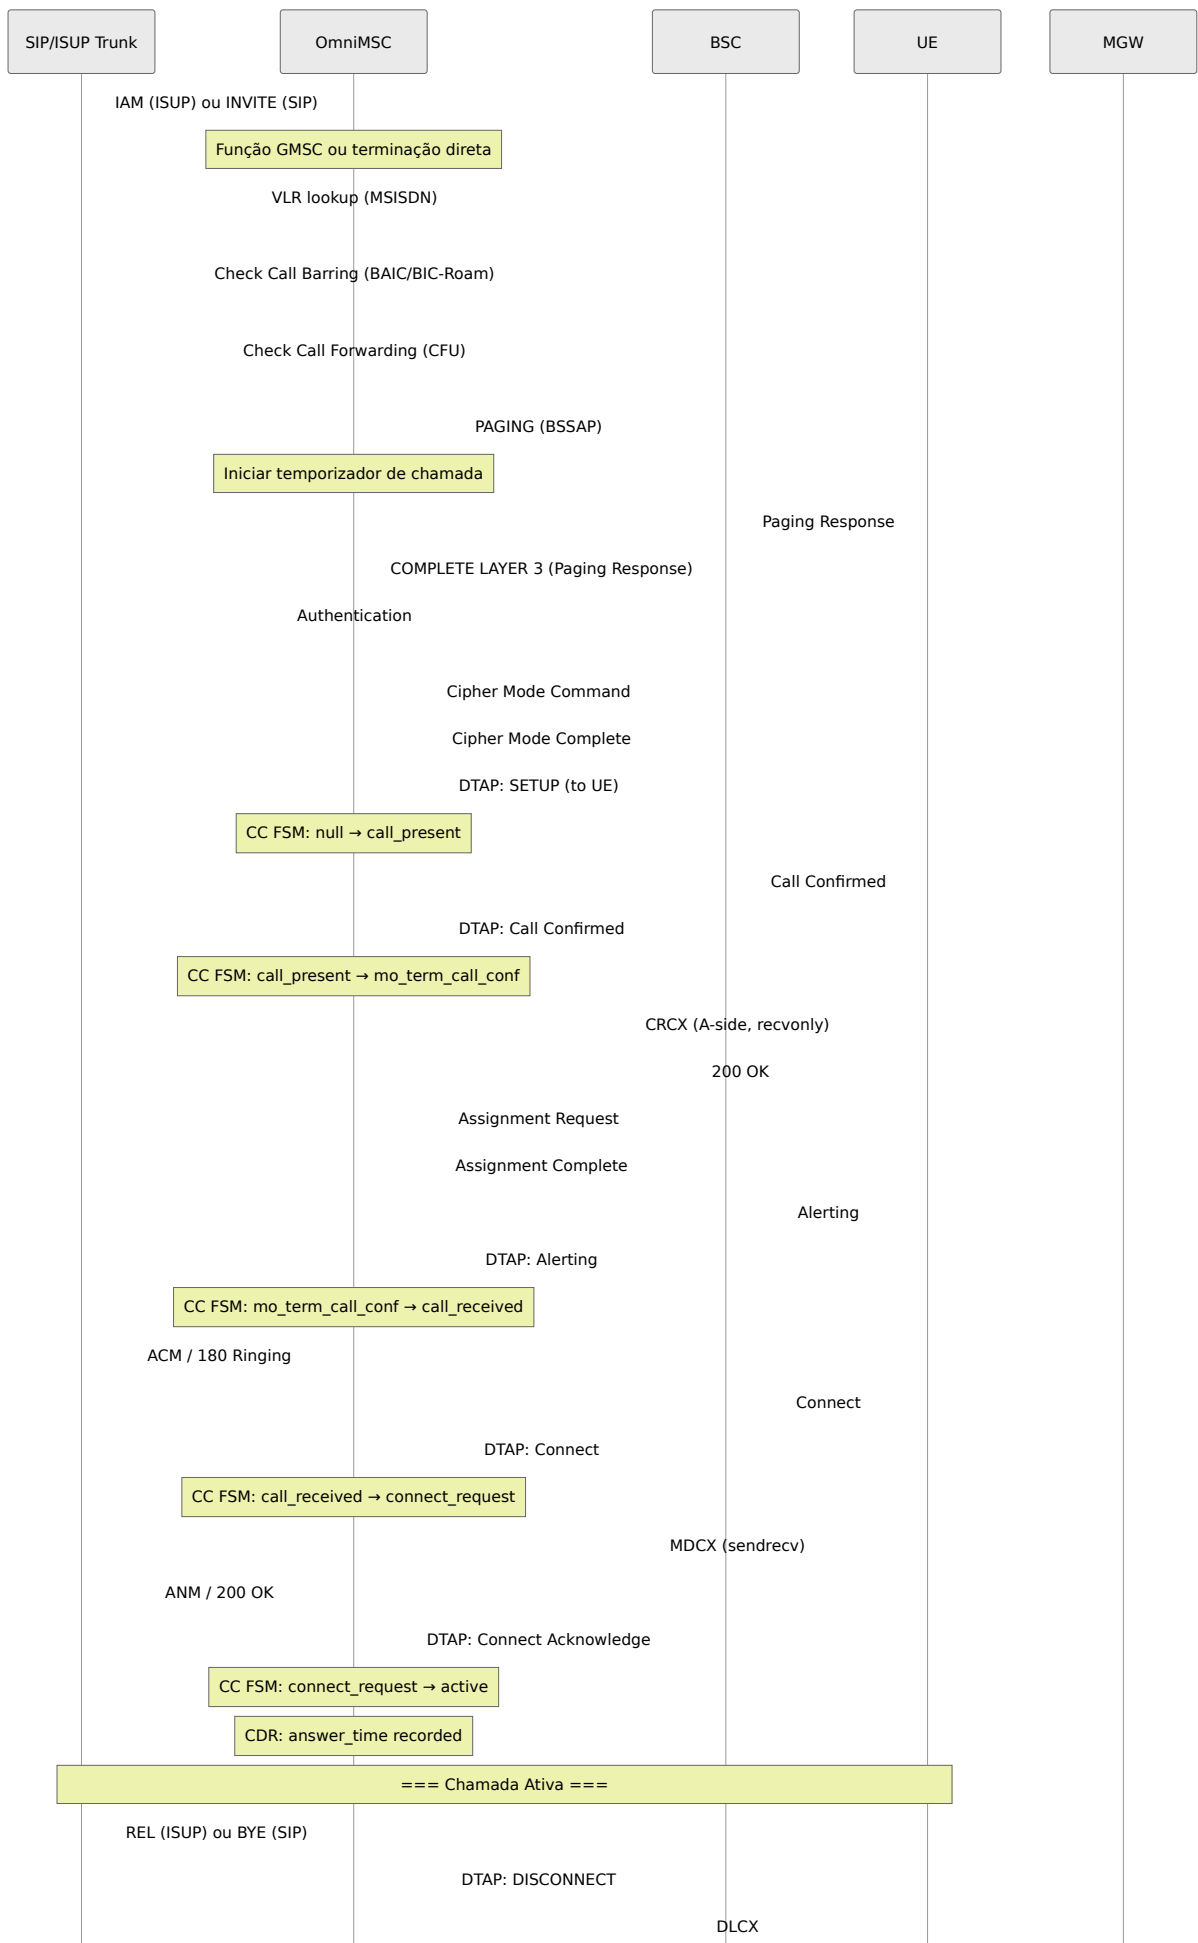 SIP/ISUP Trunk
OmniMSC
BSC
UE
MGW
IAM (ISUP) ou INVITE (SIP)
Função GMSC ou terminação direta
VLR lookup (MSISDN)
Check Call Barring (BAIC/BIC-Roam)
Check Call Forwarding (CFU)
PAGING (BSSAP)
Iniciar temporizador de chamada
Paging Response
COMPLETE LAYER 3 (Paging Response)
Authentication
Cipher Mode Command
Cipher Mode Complete
DTAP: SETUP (to UE)
CC FSM: null → call_present
Call Confirmed
DTAP: Call Confirmed
CC FSM: call_present → mo_term_call_conf
CRCX (A-side, recvonly)
200 OK
Assignment Request
Assignment Complete
Alerting
DTAP: Alerting
CC FSM: mo_term_call_conf → call_received
ACM / 180 Ringing
Connect
DTAP: Connect
CC FSM: call_received → connect_request
MDCX (sendrecv)
ANM / 200 OK
DTAP: Connect Acknowledge
CC FSM: connect_request → active
CDR: answer_time recorded
=== Chamada Ativa ===
REL (ISUP) ou BYE (SIP)
DTAP: DISCONNECT
DLCX